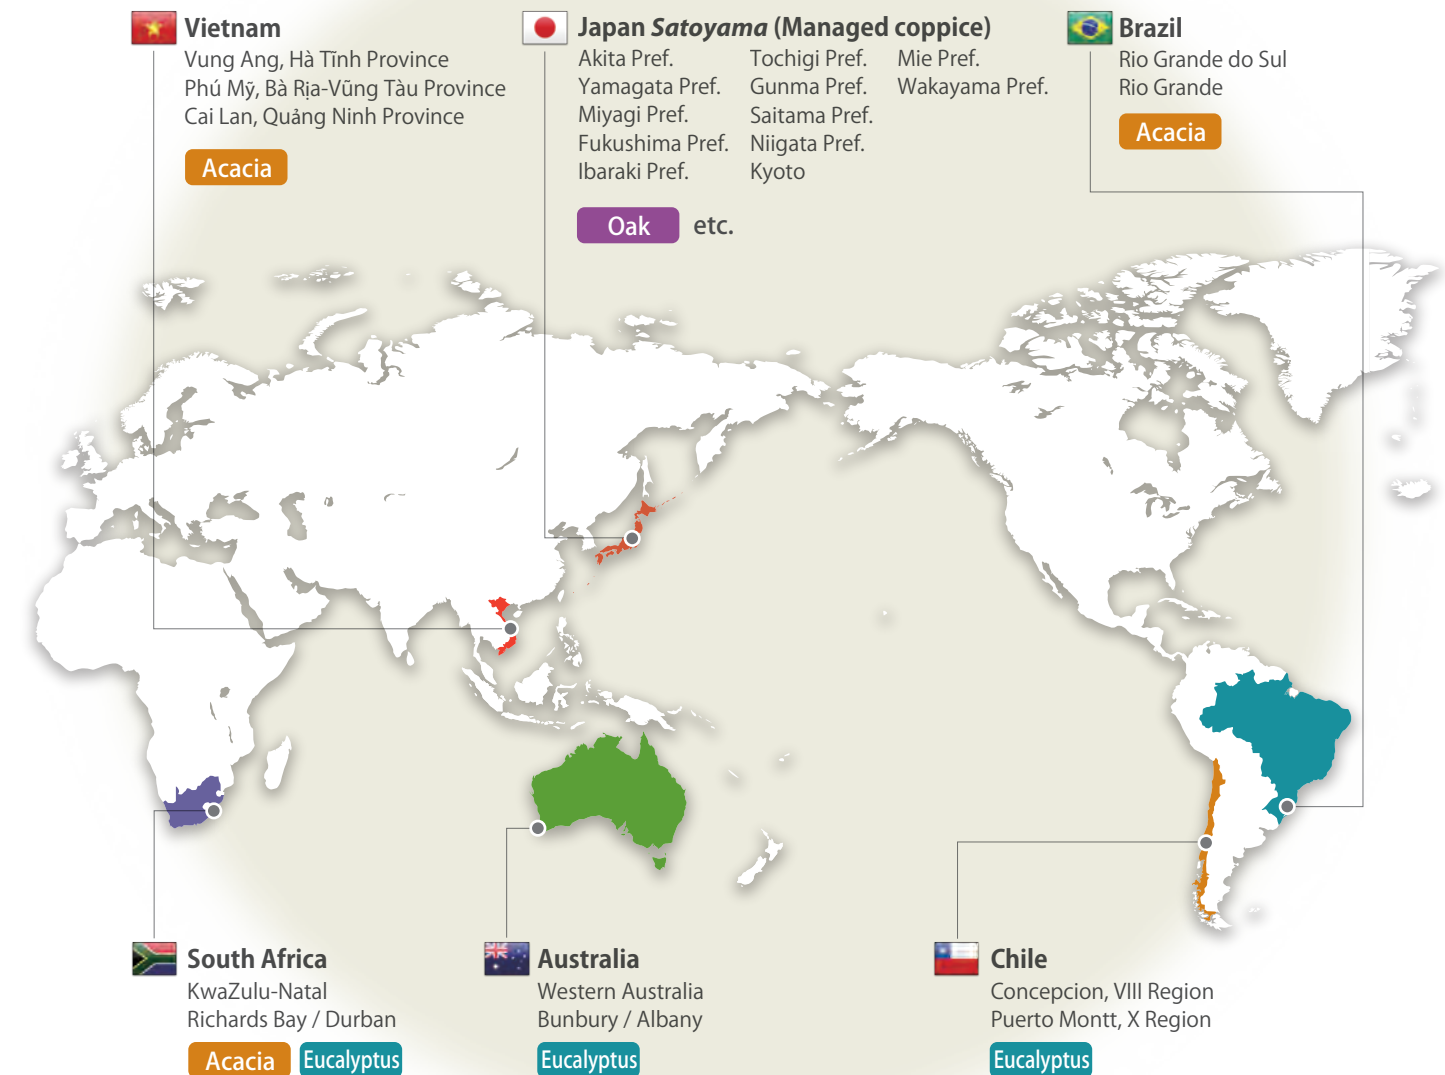 Vietnam
Vung Ang, Hà Tĩnh Province
Phú Mỹ, Bà Rịa-Vũng Tàu Province
Cai Lan, Quảng Ninh Province
Acacia
Japan Satoyama (Managed coppice)
Akita Pref.
Yamagata Pref.
Miyagi Pref.
Fukushima Pref.
Ibaraki Pref.
Tochigi Pref.
Gunma Pref.
Saitama Pref.
Niigata Pref.
Kyoto
Mie Pref.
Wakayama Pref.
Oak etc.
Brazil
Rio Grande do Sul
Rio Grande
Acacia
South Africa
KwaZulu-Natal
Richards Bay / Durban
Acacia Eucalyptus
Australia
Western Australia
Bunbury / Albany
Eucalyptus
Chile
Concepcion, VIII Region
Puerto Montt, X Region
Eucalyptus